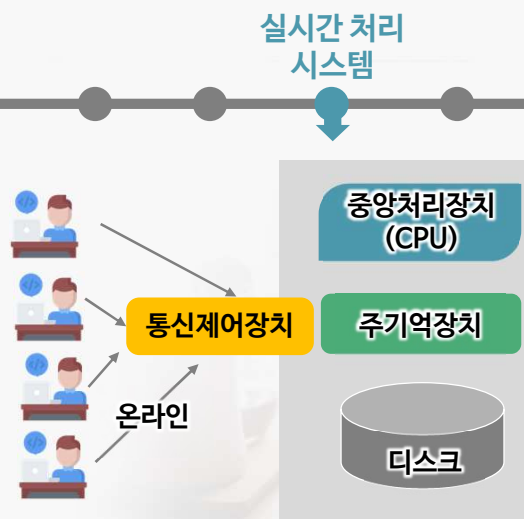 실시간 처리
시스템
중앙처리장치
(CPU)
통신제어장치
주기억장치
온라인
디스크